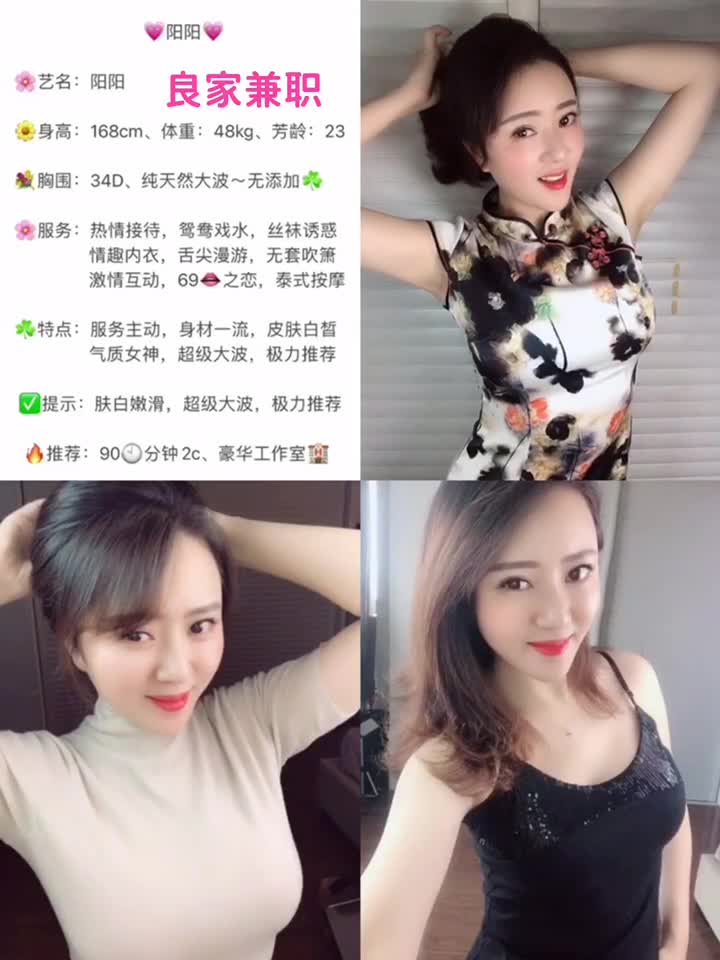 💗阳阳💗
🌸艺名：阳阳
良家兼职
🌼身高：168cm、体重：48kg、芳龄：23
💐胸围：34D、纯天然大波～无添加☘️
🌸服务：热情接待，鸳鸯戏水，丝袜诱惑
情趣内衣，舌尖漫游，无套吹箫
激情互动，69👄之恋，泰式按摩
☘️特点：服务主动，身材一流，皮肤白皙
气质女神，超级大波，极力推荐
✅提示：肤白嫩滑，超级大波，极力推荐
🔥推荐：90🕙分钟 2c、豪华工作室🏩